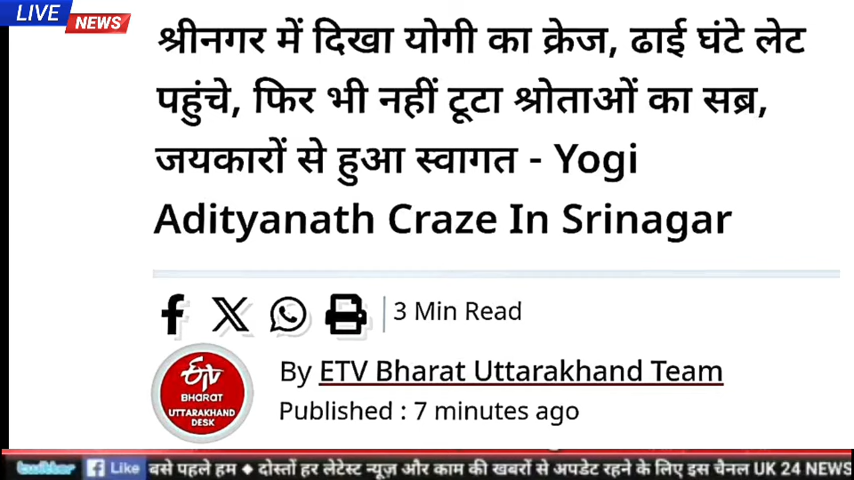 LIVE
NEWS
श्रीनगर में दिखा योगी का क्रेज, ढाई घंटे लेट
पहुंचे, फिर भी नहीं टूटा श्रोताओं का सब्र,
जयकारों से हुआ स्वागत - Yogi
Adityanath Craze In Srinagar
3 Min Read
ETV
BHARAT
UTTARAKHAND
DESK
By ETV Bharat Uttarakhand Team
Published : 7 minutes ago
twitter f Like बसे पहले हम ◆ दोस्तों हर लेटेस्ट न्यूज़ और काम की खबरों से अपडेट रहने के लिए इस चैनल UK 24 NEWS